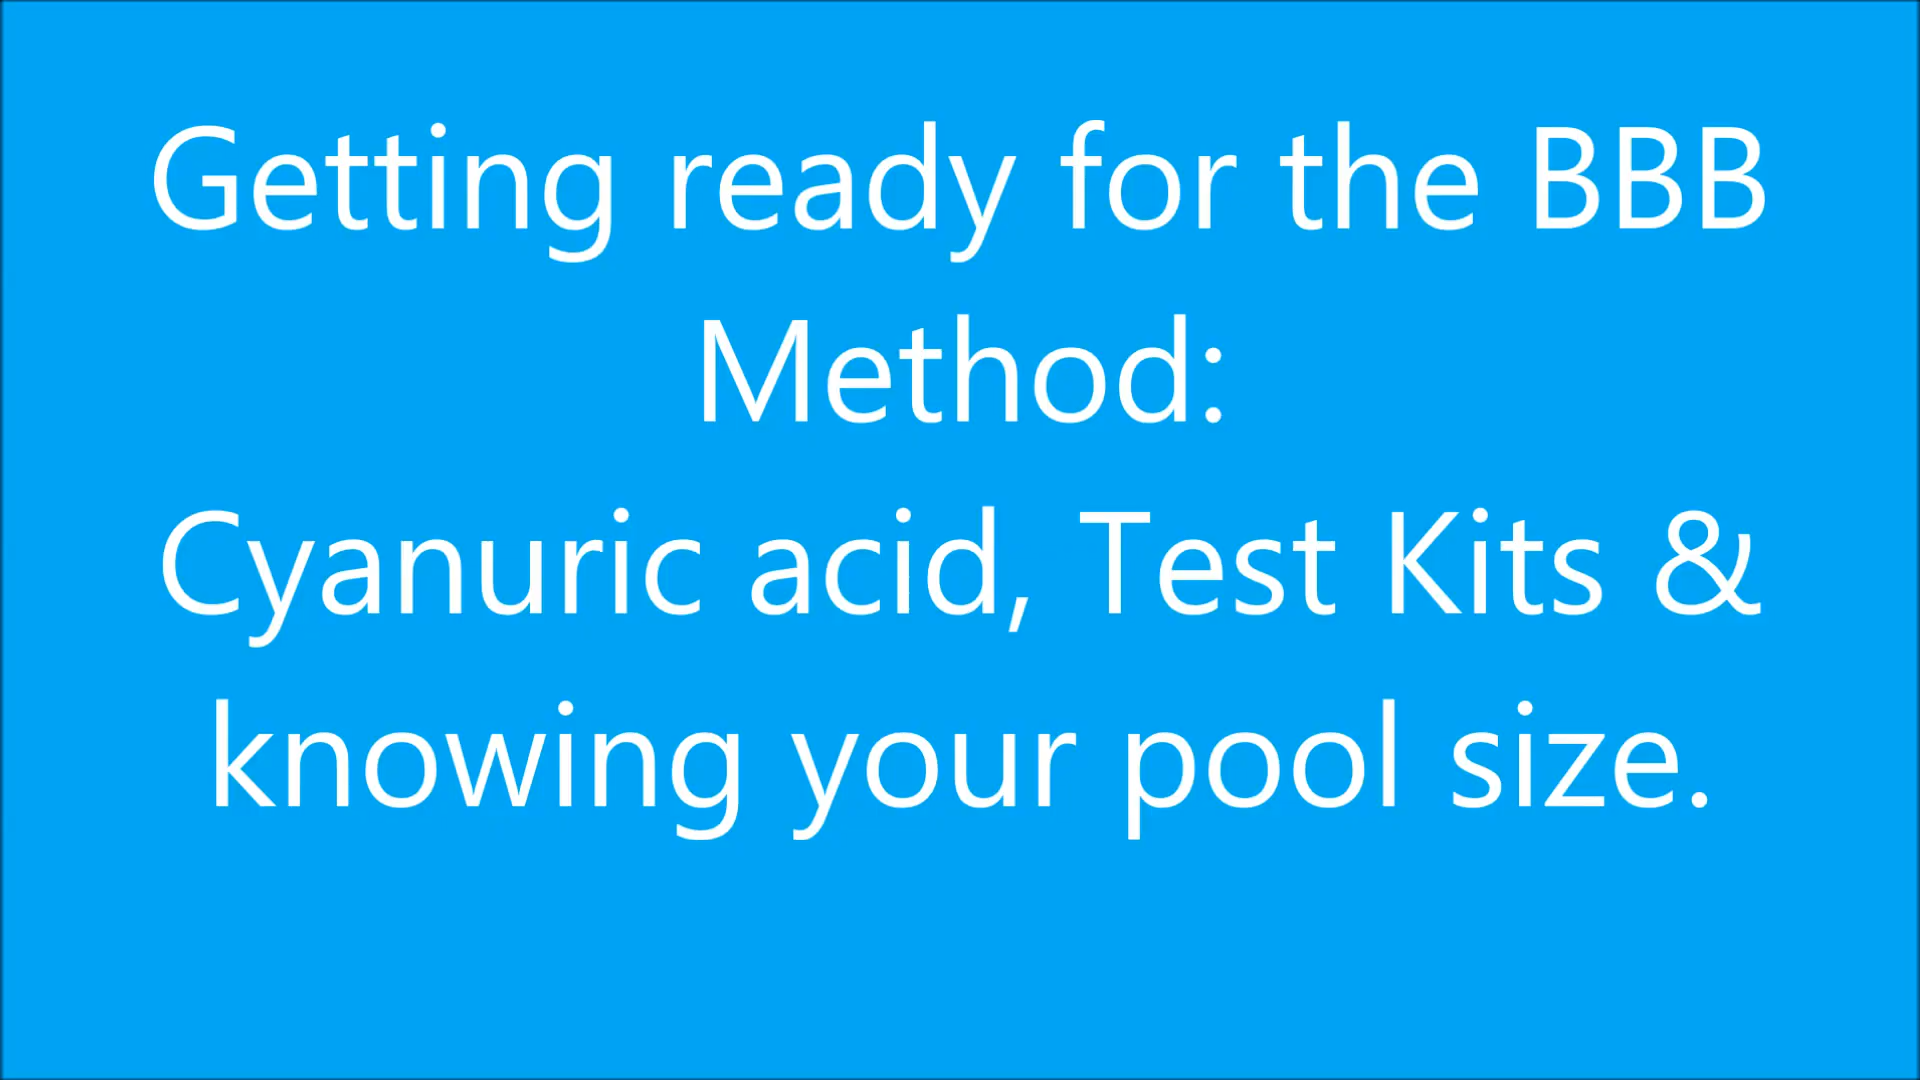 Getting ready for the BBB
Method:
Cyanuric acid, Test Kits &
knowing your pool size.